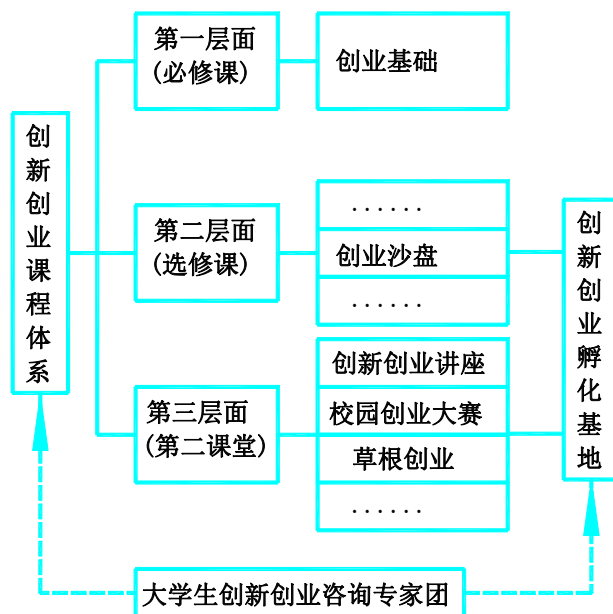 创新创业课程体系
第一层面
(必修课)
创业基础
第二层面
(选修课)
......
创业沙盘
......
第三层面
(第二课堂)
创新创业讲座
校园创业大赛
草根创业
......
创新创业孵化基地
大学生创新创业咨询专家团